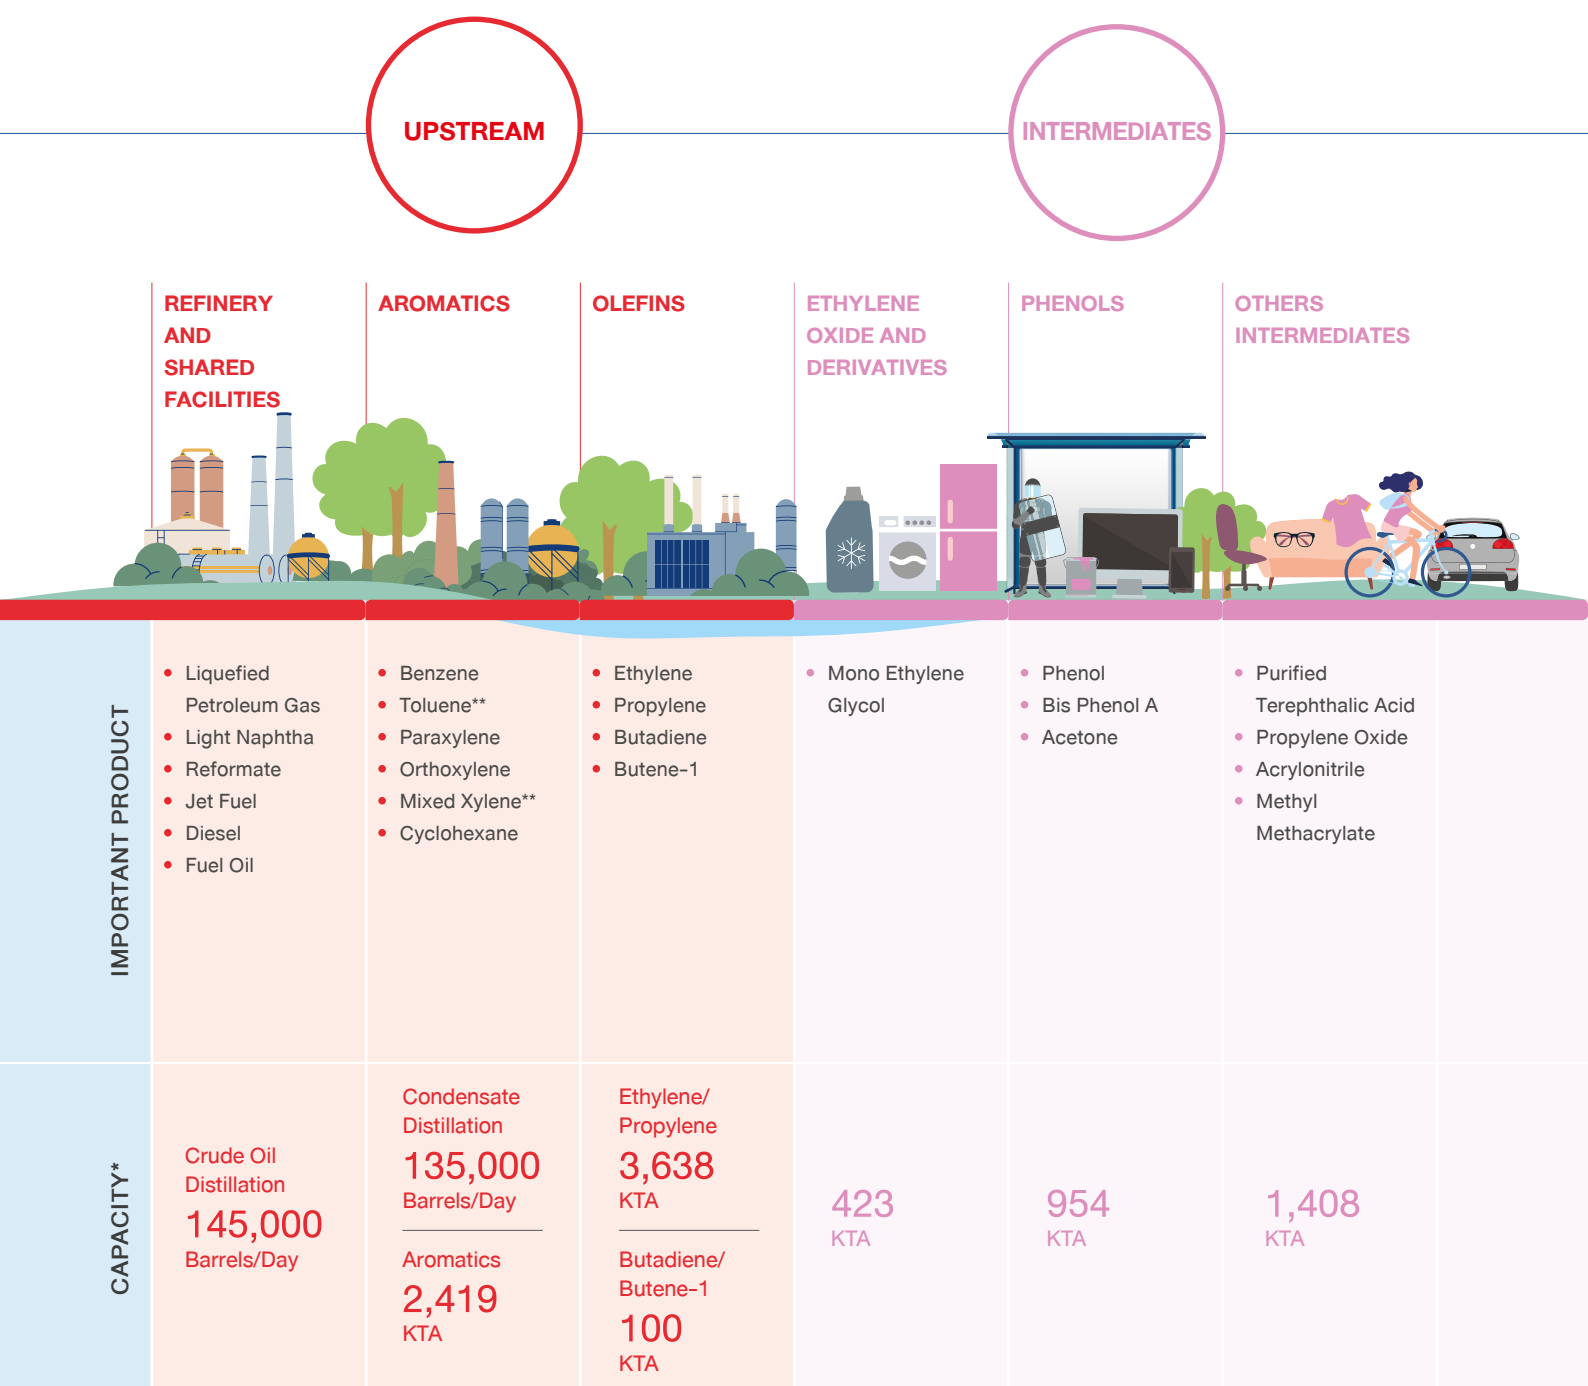 UPSTREAM
INTERMEDIATES
REFINERY
AND
SHARED
FACILITIES
AROMATICS
OLEFINS
ETHYLENE
OXIDE AND
DERIVATIVES
PHENOLS
OTHERS
INTERMEDIATES
IMPORTANT PRODUCT
• Liquefied
Petroleum Gas
• Light Naphtha
• Reformate
• Jet Fuel
• Diesel
• Fuel Oil
• Benzene
• Toluene**
• Paraxylene
• Orthoxylene
• Mixed Xylene**
• Cyclohexane
• Ethylene
• Propylene
• Butadiene
• Butene-1
• Mono Ethylene
Glycol
• Phenol
• Bis Phenol A
• Acetone
• Purified
Terephthalic Acid
• Propylene Oxide
• Acrylonitrile
• Methyl
Methacrylate
CAPACITY*
Crude Oil
Distillation
145,000
Barrels/Day
Condensate
Distillation
135,000
Barrels/Day
Aromatics
2,419
KTA
Ethylene/
Propylene
3,638
KTA
Butadiene/
Butene-1
100
KTA
423
KTA
954
KTA
1,408
KTA